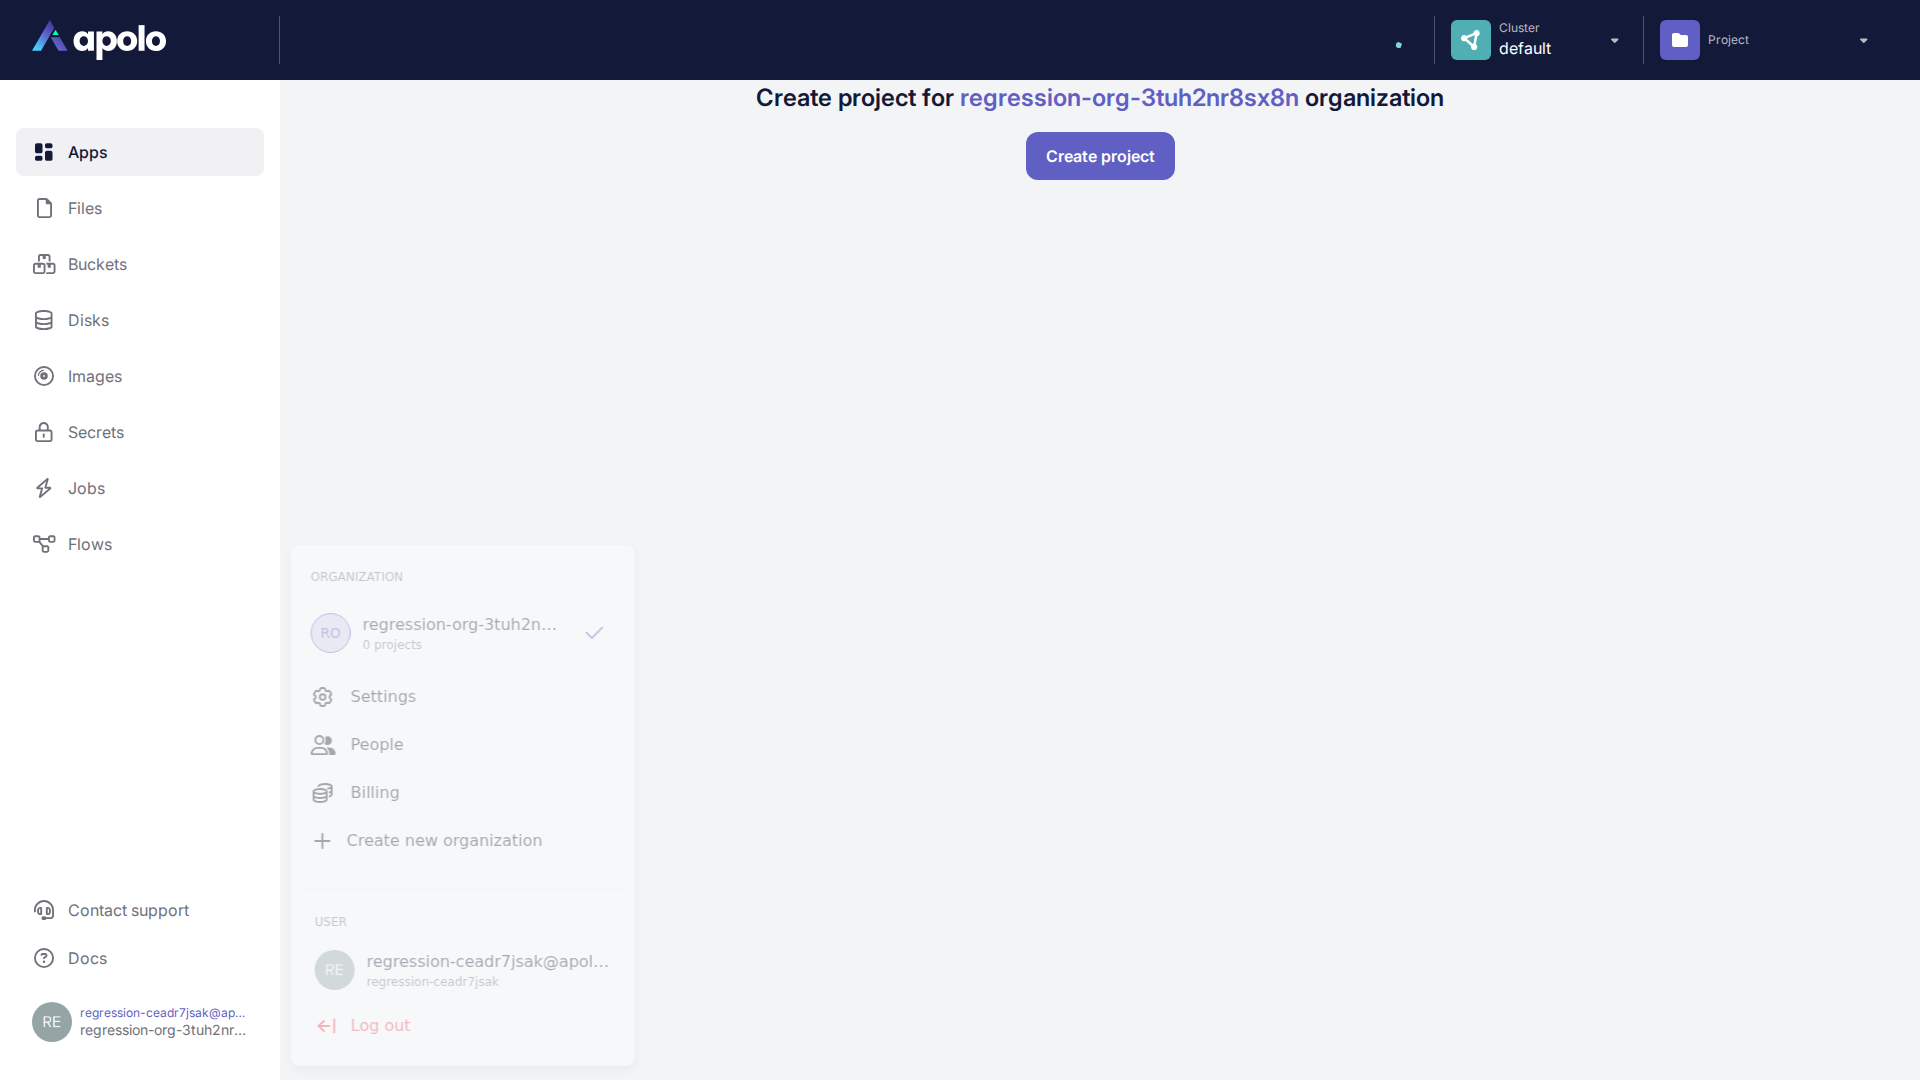 apolo
Cluster
default
Project
Create project for regression-org-3tuh2nr8sx8n organization
Create project
Apps
Files
Buckets
Disks
Images
Secrets
Jobs
Flows
ORGANIZATION
RO
regression-org-3tuh2n...
0 projects
Settings
People
Billing
Create new organization
USER
RE
regression-ceadr7jsak@apol...
regression-ceadr7jsak
Log out
Contact support
Docs
RE
regression-ceadr7jsak@ap...
regression-org-3tuh2nr...